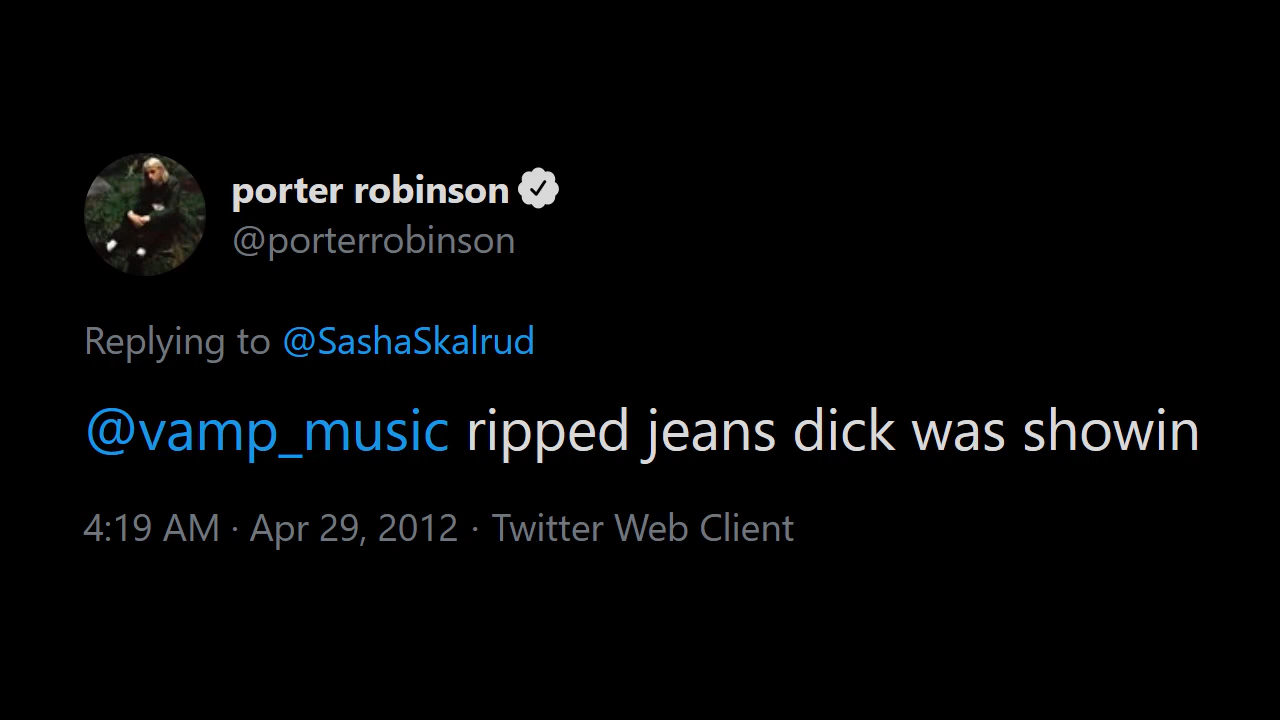 porter robinson
@porterrobinson
Replying to @SashaSkalrud
@vamp_music ripped jeans dick was showin
4:19 AM · Apr 29, 2012 · Twitter Web Client